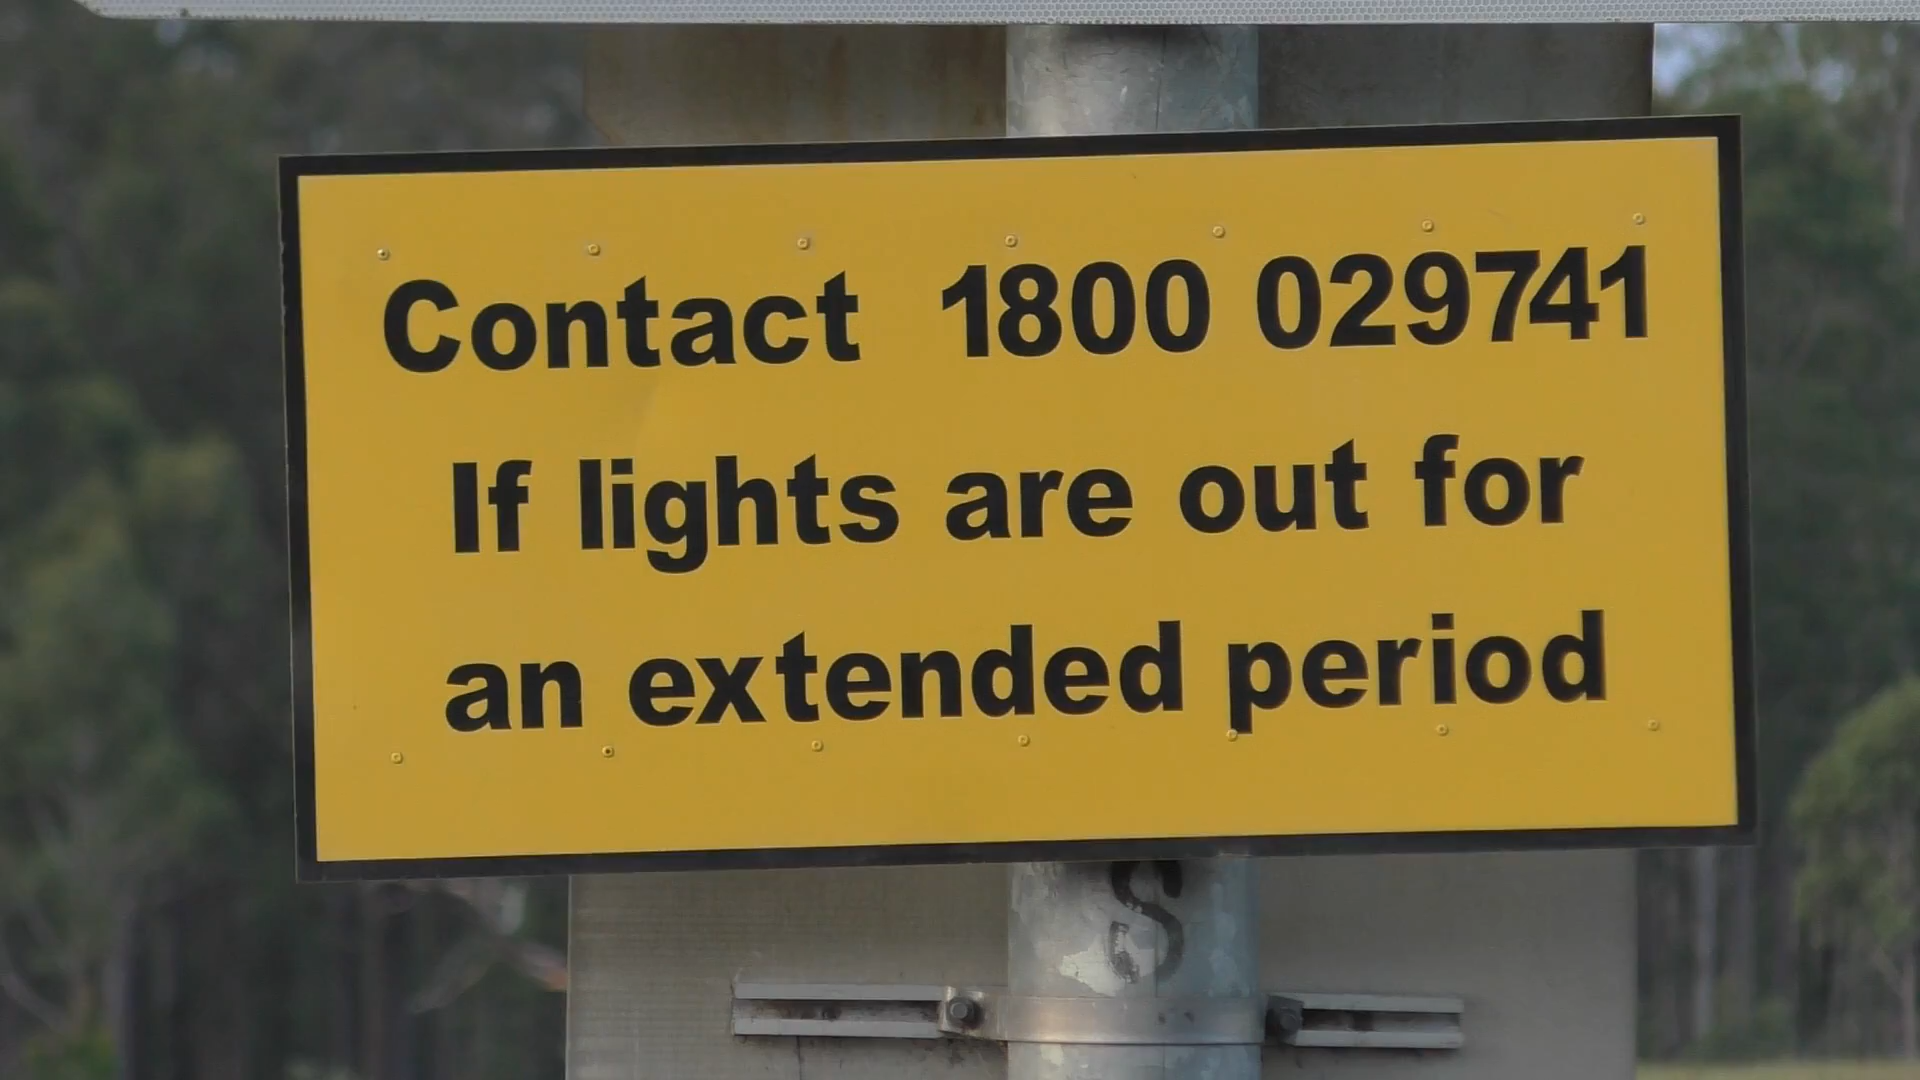 Contact 1800 029741
If lights are out for
an extended period
S